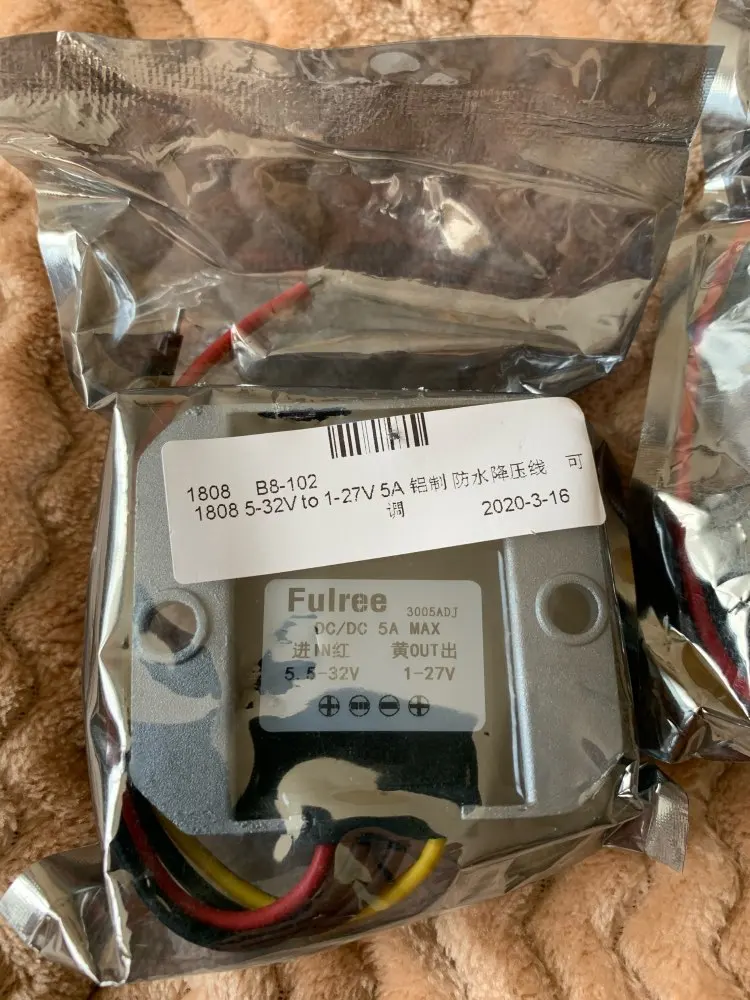 1808 B8-102
1808 5-32V to 1-27V 5A 铝制 防水降压线 可
调 2020-3-16
Fulree 3005ADJ
DC/DC 5A MAX
进IN红 黄OUT出
5.5-32V 1-27V